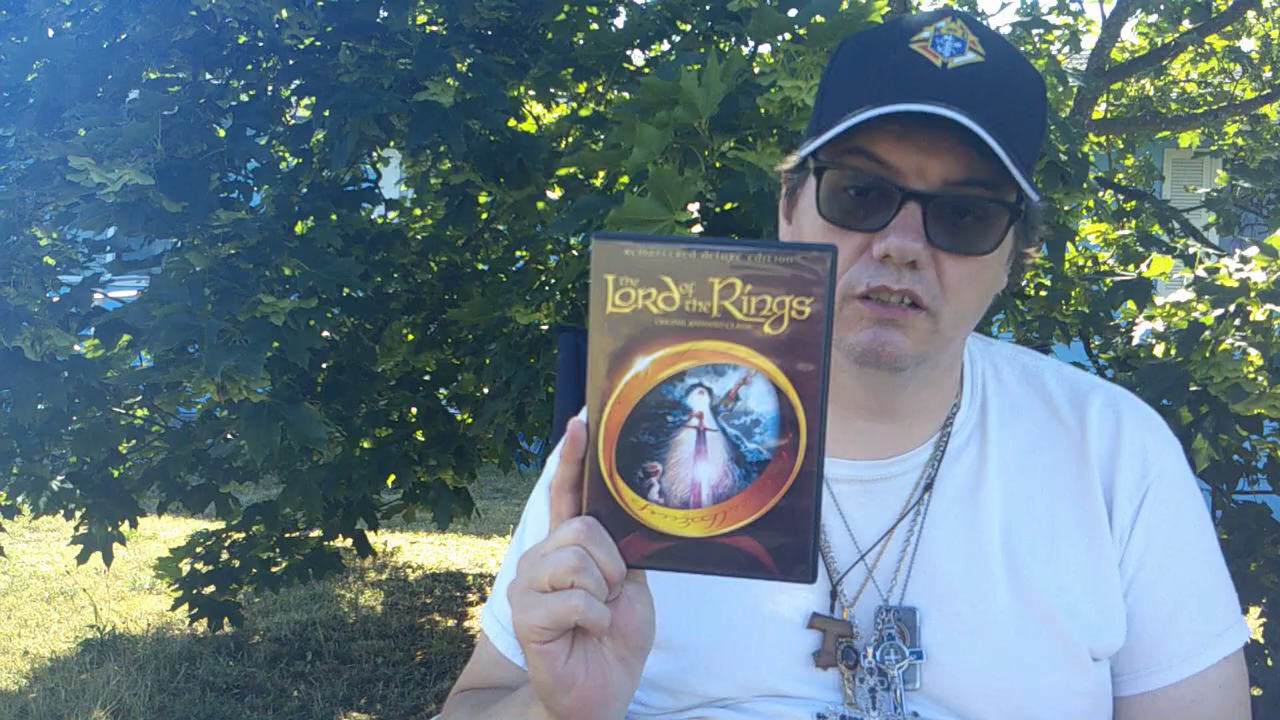 remastered deluxe edition
The Lord of the Rings
ORIGINAL ANIMATED CLASSIC